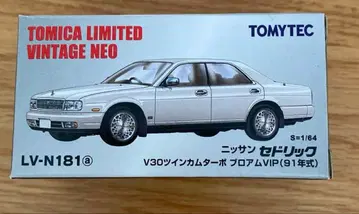 TOMICA LIMITED
VINTAGE NEO
TOMYTEC
S=1/64
LV-N181a
ニッサン セドリック
V30ツインカムターボ ブロアムVIP(91年式)